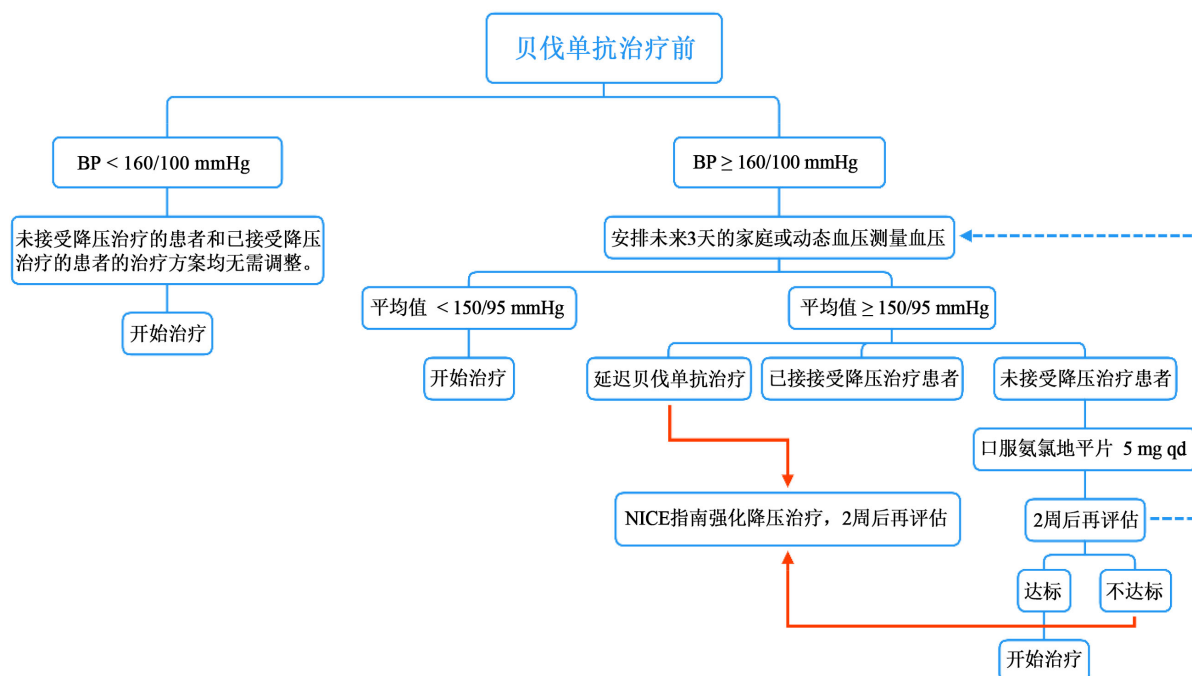 贝伐单抗治疗前
BP < 160/100 mmHg
BP ≥ 160/100 mmHg
未接受降压治疗的患者和已接受降压
治疗的患者的治疗方案均无需调整。
安排未来3天的家庭或动态血压测量血压
开始治疗
平均值 < 150/95 mmHg
平均值 ≥ 150/95 mmHg
开始治疗
延迟贝伐单抗治疗
已接接受降压治疗患者
未接受降压治疗患者
口服氨氯地平片 5 mg qd
NICE指南强化降压治疗，2周后再评估
2周后再评估
达标
不达标
开始治疗